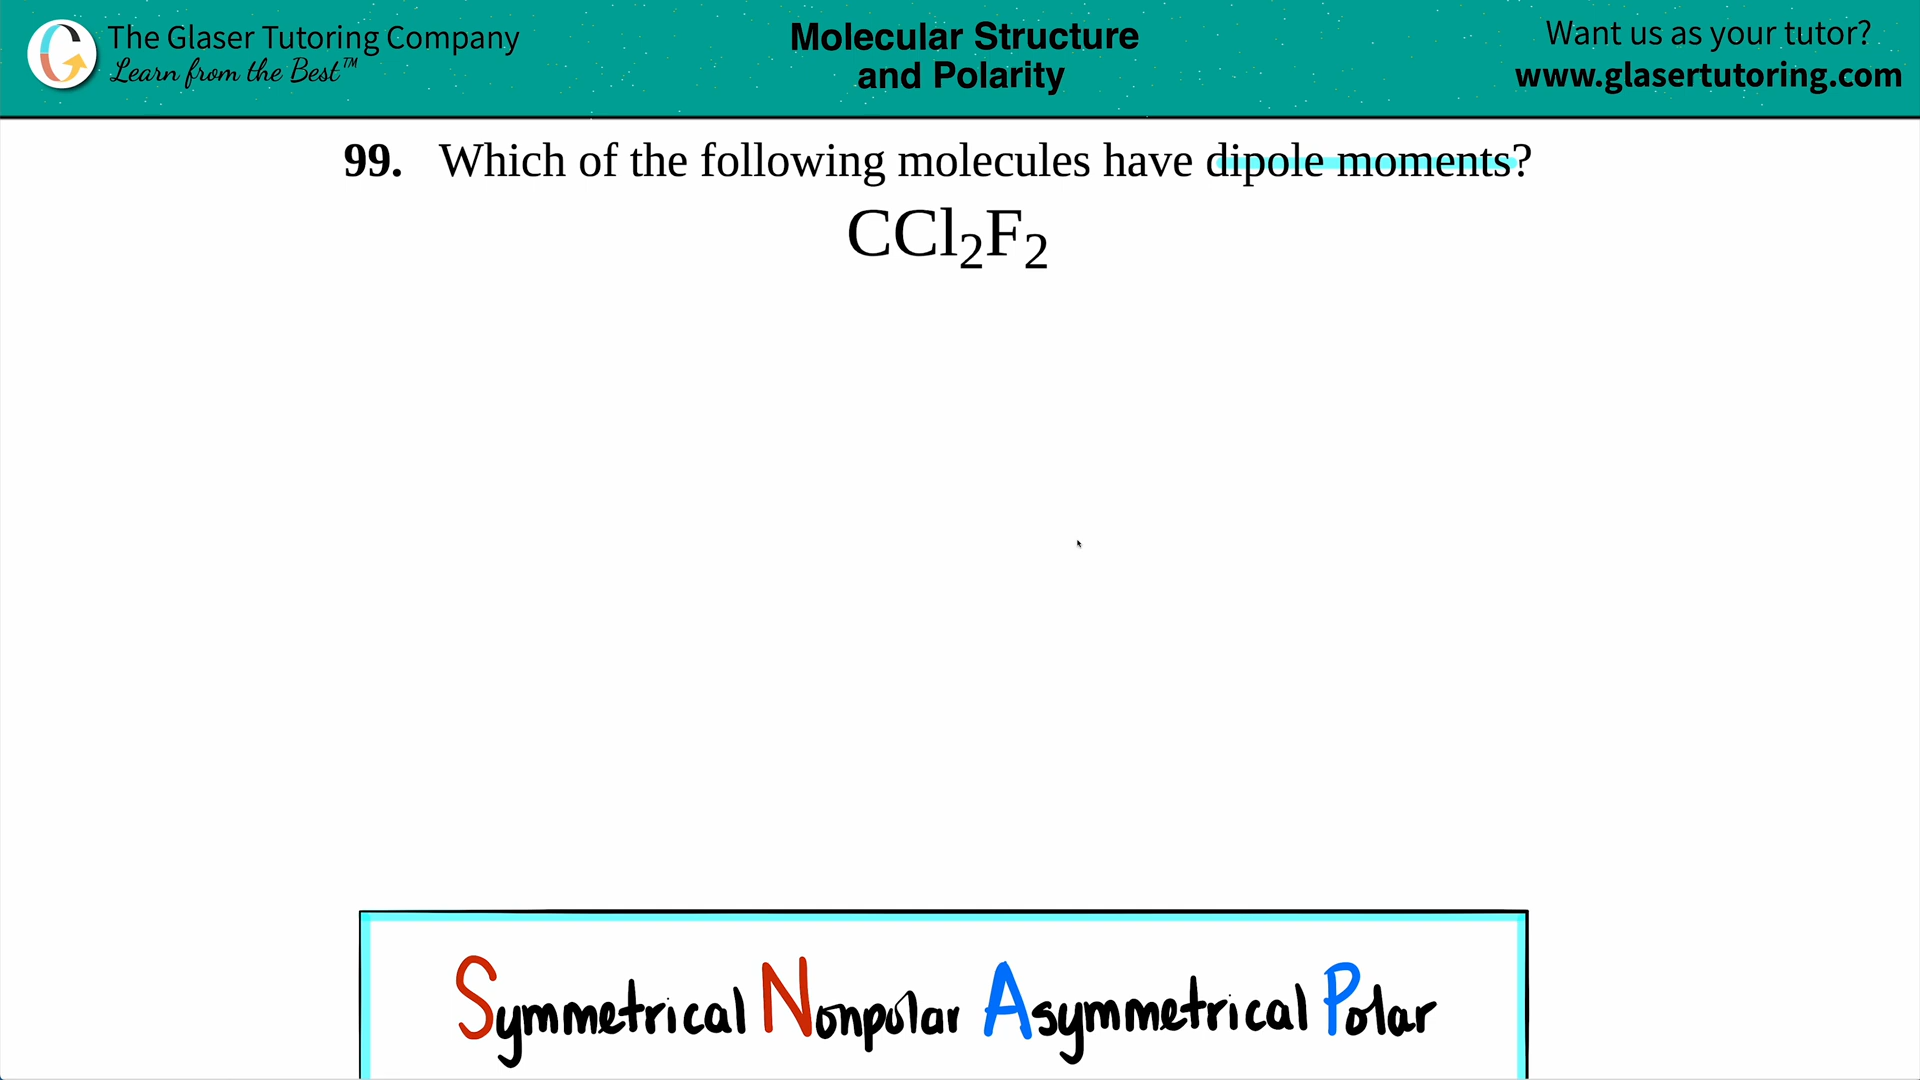 The Glaser Tutoring Company
Learn from the Best™
Molecular Structure
and Polarity
Want us as your tutor?
www.glasertutoring.com
99. Which of the following molecules have dipole moments?
CCl₂F₂
Symmetrical Nonpolar Asymmetrical Polar